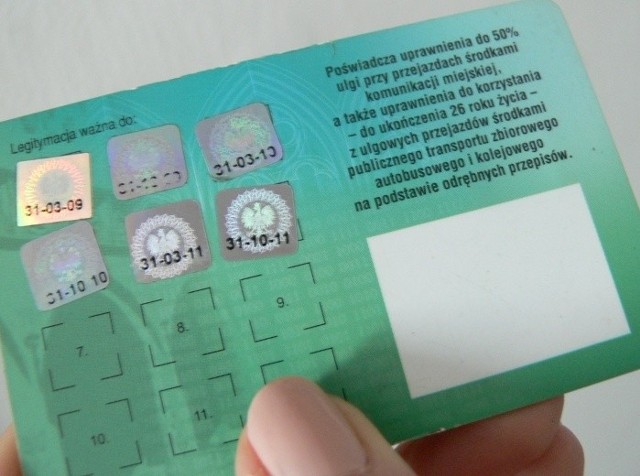 Poświadcza uprawnienia do 50%
ulgi przy przejazdach środkami
komunikacji miejskiej,
a także uprawnienia do korzystania
– do ukończenia 26 roku życia –
z ulgowych przejazdów środkami
publicznego transportu zbiorowego
autobusowego i kolejowego
na podstawie odrębnych przepisów.
Legitymacja ważna do:
31-03-09
31-03-10
31-10 10
31-03-11
31-10-11
7.
8.
9.
10.
11.